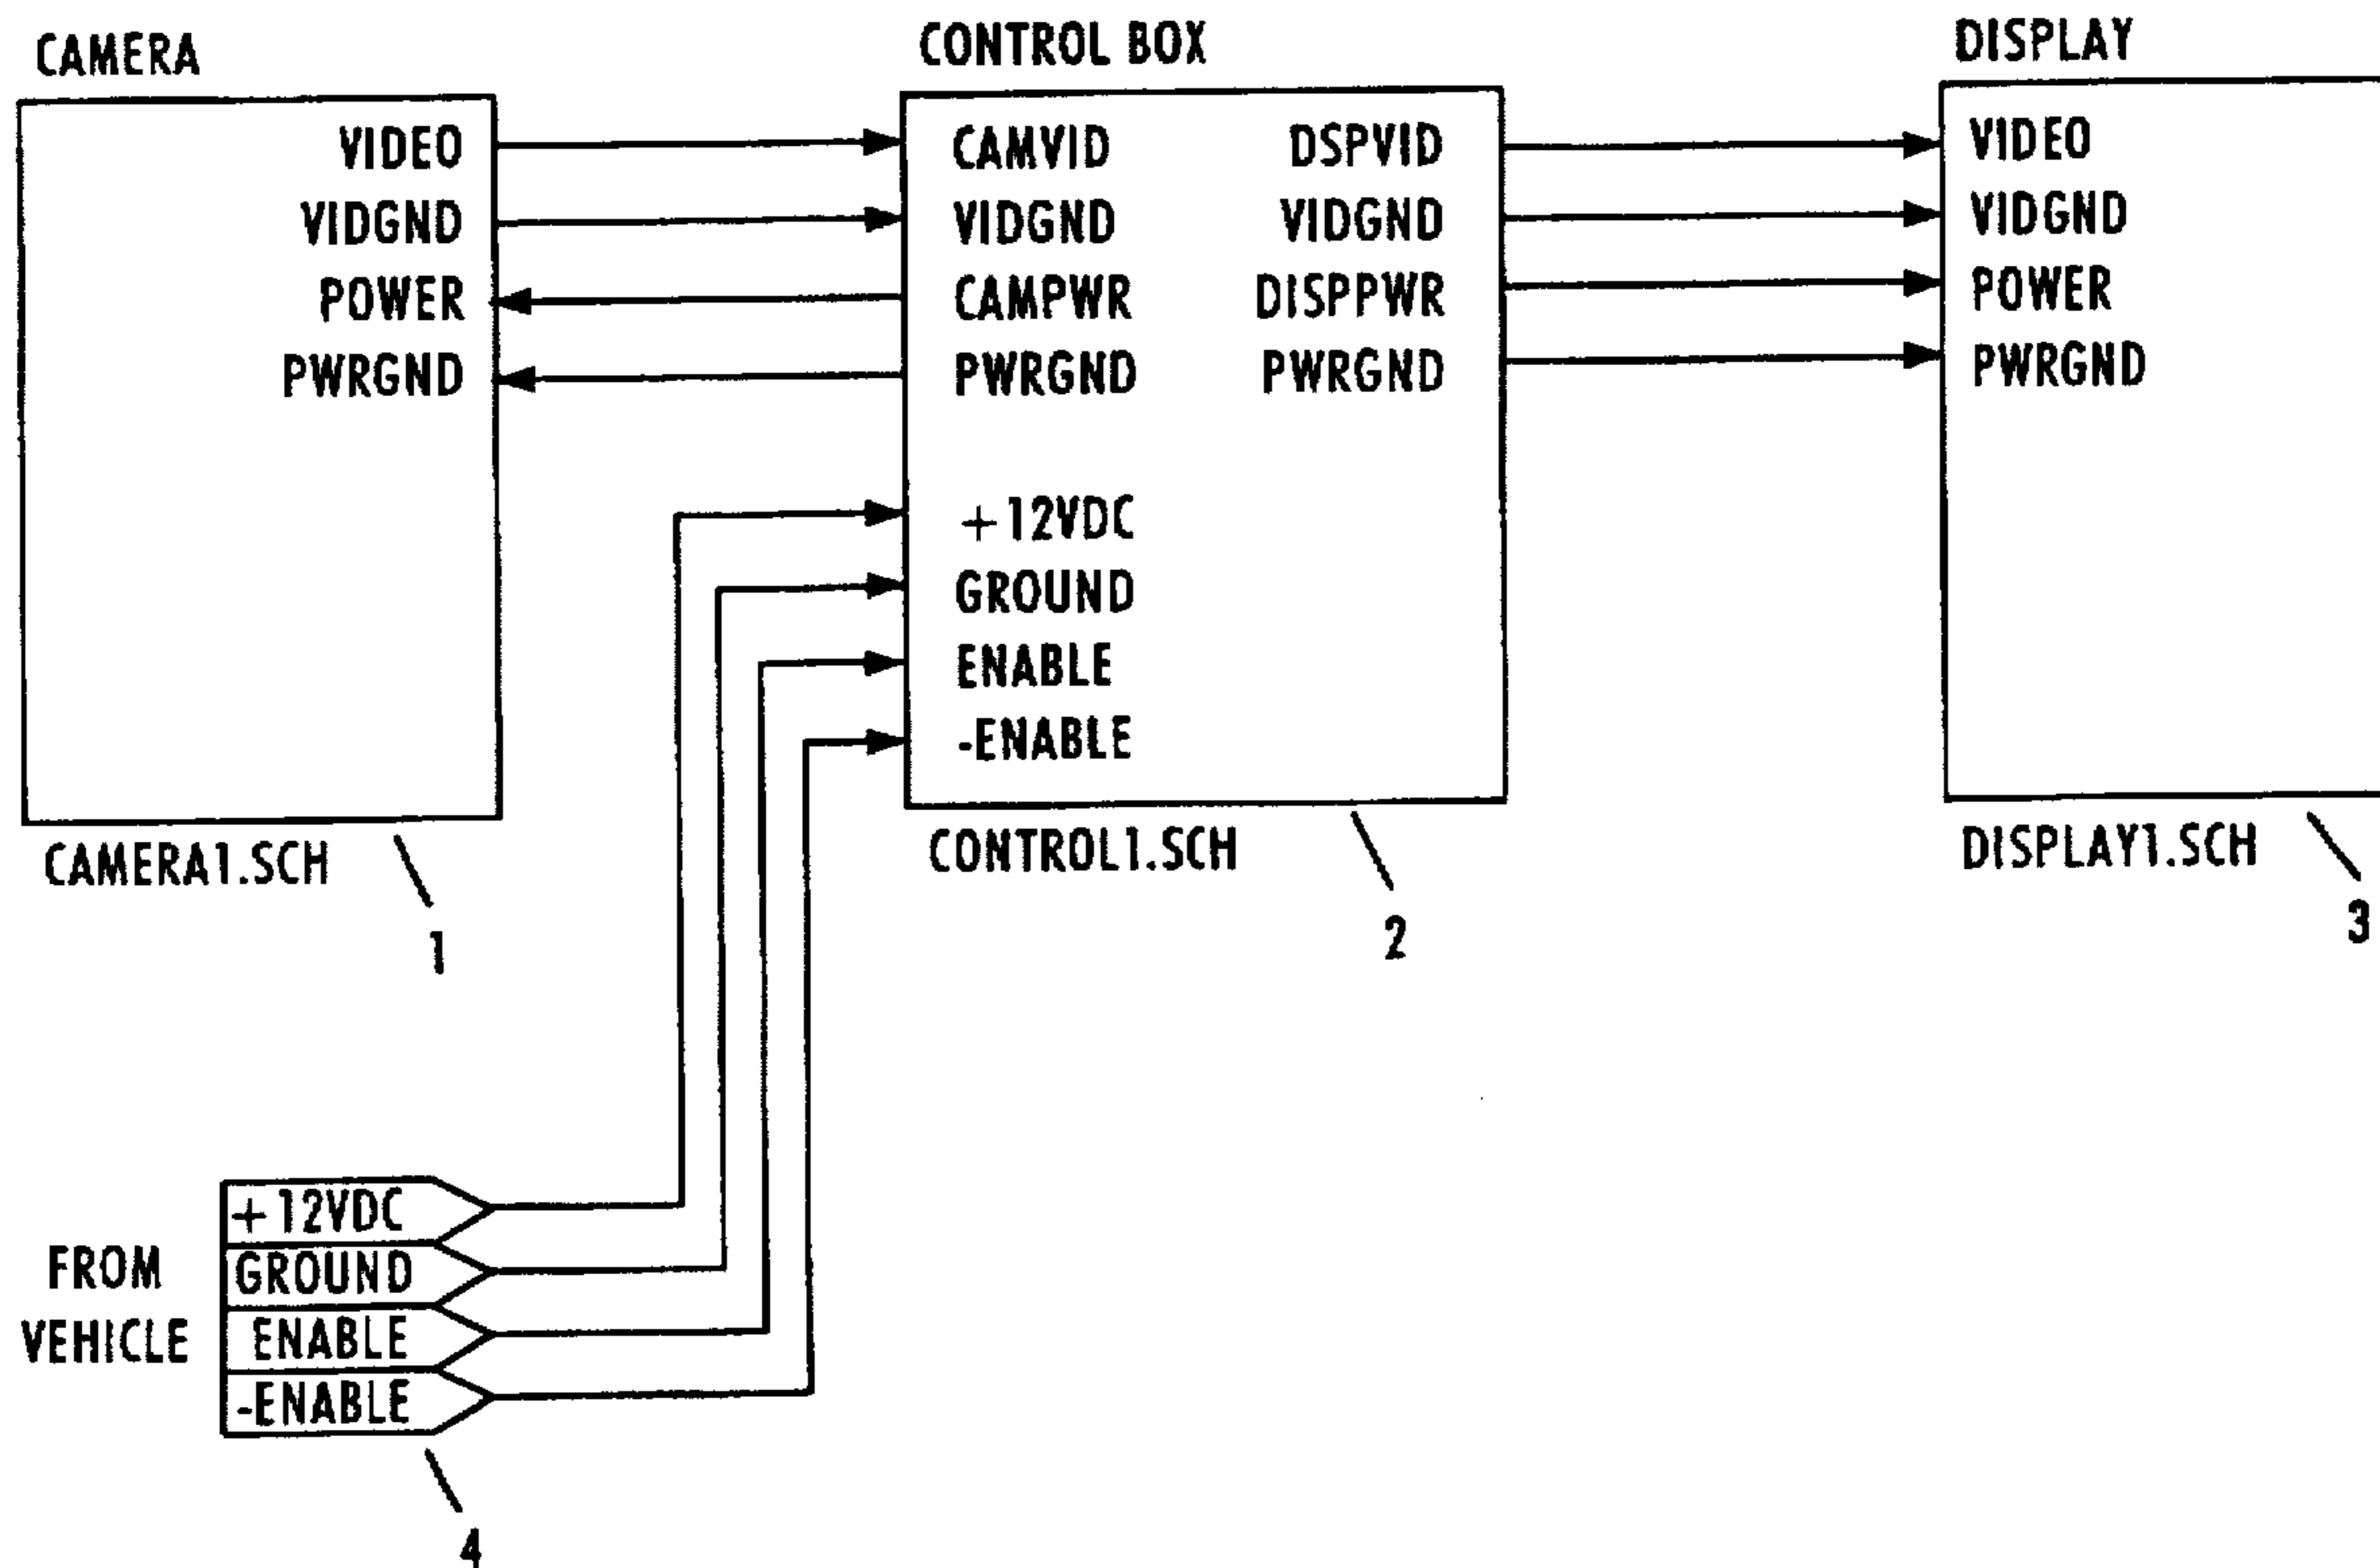 CAMERA
VIDEO
VIDGND
POWER
PWRGND
CAMERA1.SCH
1
CONTROL BOX
CAMVID
VIDGND
CAMPWR
PWRGND
+12VDC
GROUND
ENABLE
-ENABLE
DSPVID
VIDGND
DISPPWR
PWRGND
CONTROL1.SCH
2
DISPLAY
VIDEO
VIDGND
POWER
PWRGND
DISPLAY1.SCH
3
FROM
VEHICLE
+12VDC
GROUND
ENABLE
-ENABLE
4